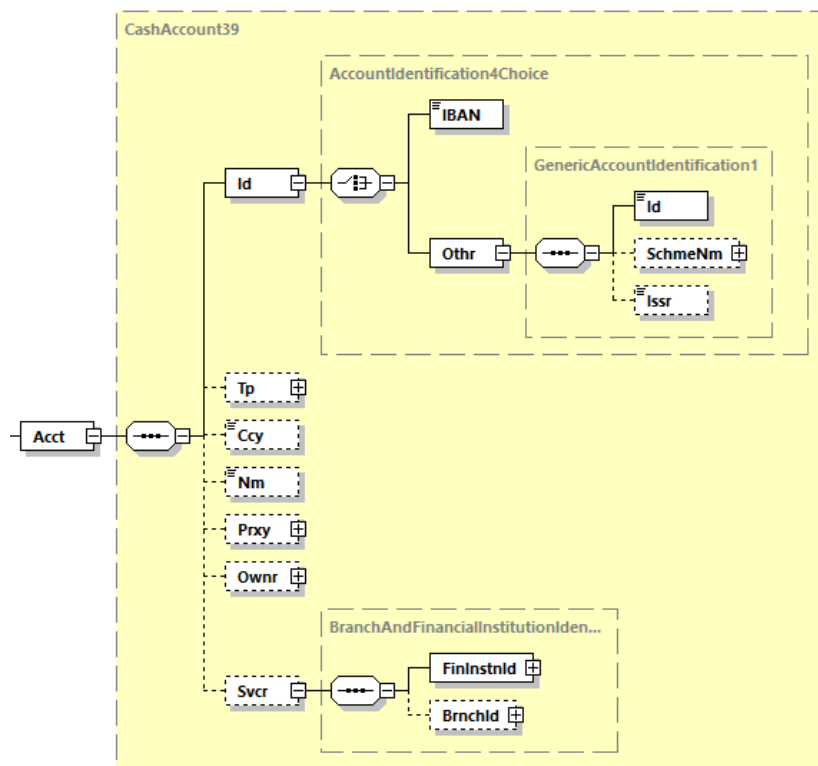 CashAccount39
AccountIdentification4Choice
IBAN
GenericAccountIdentification1
Id
Id
Othr
SchmeNm
Issr
Tp
Acct
Ccy
Nm
Prxy
Ownr
BranchAndFinancialInstitutionIden...
FinInstnId
Svcr
BrnchId